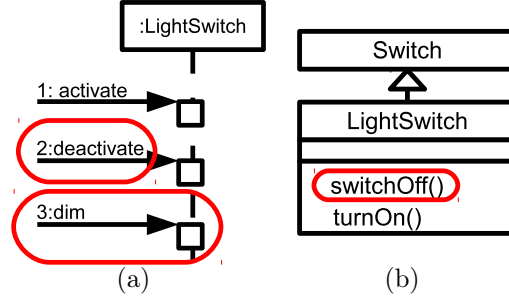 :LightSwitch
1: activate
2:deactivate
3:dim
(a)
Switch
LightSwitch
switchOff()
turnOn()
(b)